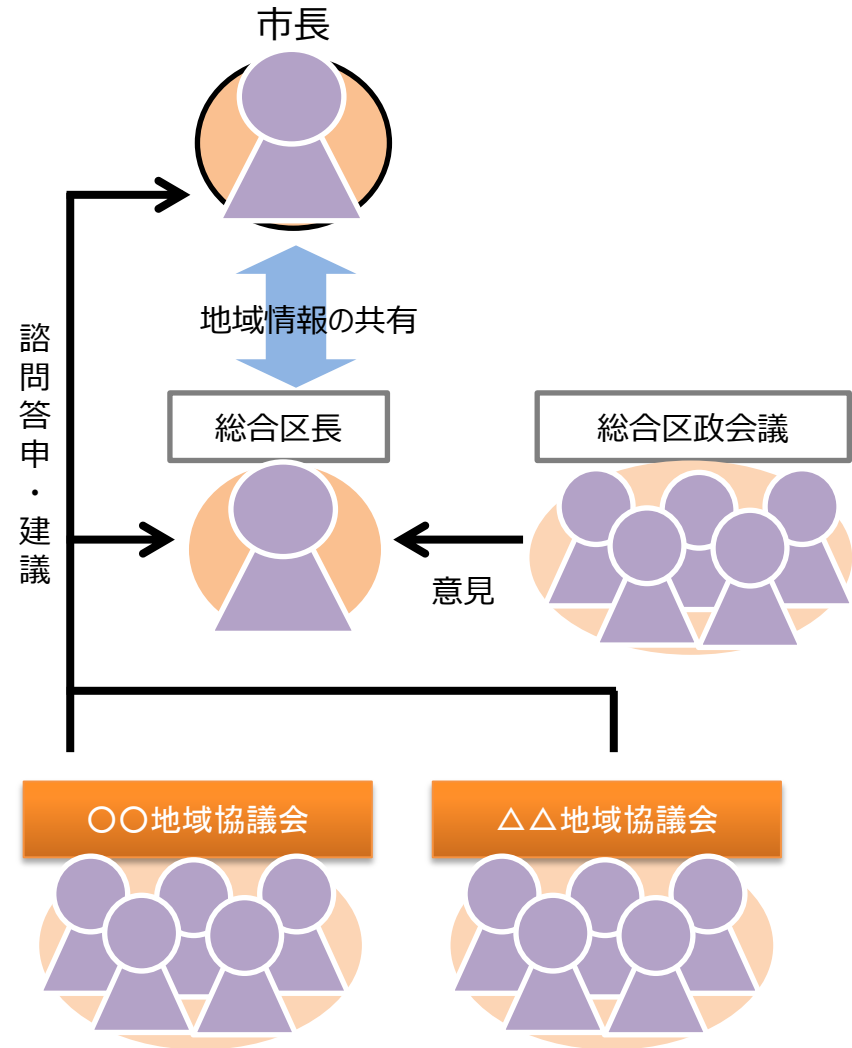 市長
地域情報の共有
諮問答申・建議
総合区長
総合区政会議
意見
○○地域協議会
△△地域協議会